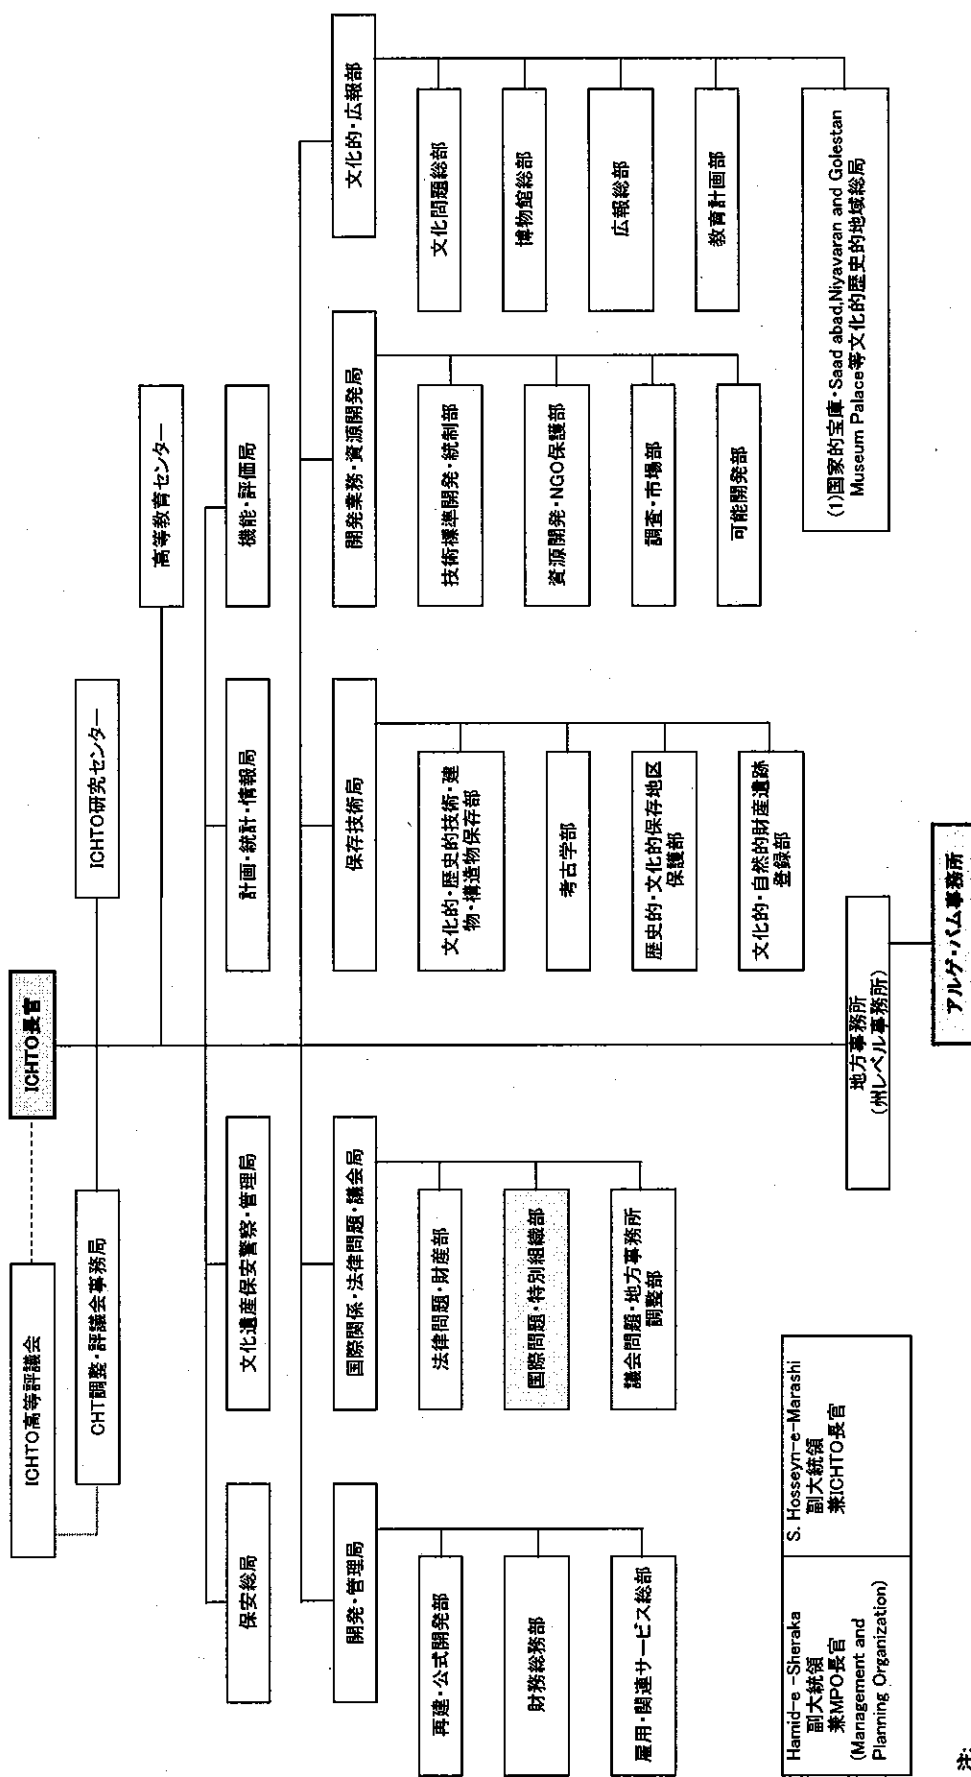 ICHTO長官
ICHTO高等評議会
CHT調整・評議会事務局
ICHTO研究センター
高等教育センター
保安総局
文化遺産保安警察・管理局
計画・統計・情報局
機能・評価局
開発・管理局
国際関係・法律問題・議会局
保存技術局
開発業務・資源開発局
文化的・広報部
再建・公式開発部
財務総務部
雇用・関連サービス総部
法律問題・財産部
国際問題・特別組織部
議会問題・地方事務所
調整部
文化的・歴史的技術・建
物・構造物保存部
考古学部
歴史的・文化的保存地区
保護部
文化的・自然的財産遺跡
登録部
技術標準開発・統制部
資源開発・NGO保護部
調査・市場部
可能開発部
文化問題総部
博物館総部
広報総部
教育計画部
(1)国家的宝庫・Saad abad,Niyavaran and Golestan
Museum Palace等文化的歴史的地域総局
地方事務所
(州レベル事務所)
アルゲ・バム事務所
Hamid-e -Sheraka
副大統領
兼MPO長官
(Management and
Planning Organization)
S. Hosseyn-e-Marashi
副大統領
兼ICHTO長官
注: